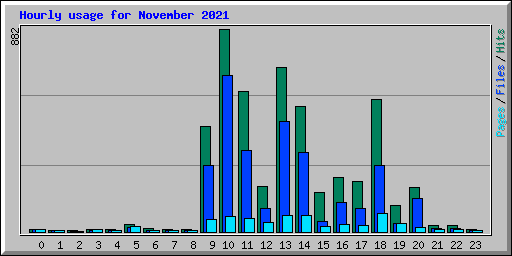 Hourly usage for November 2021
882
Pages/Files/Hits
0 1 2 3 4 5 6 7 8 9 10 11 12 13 14 15 16 17 18 19 20 21 22 23